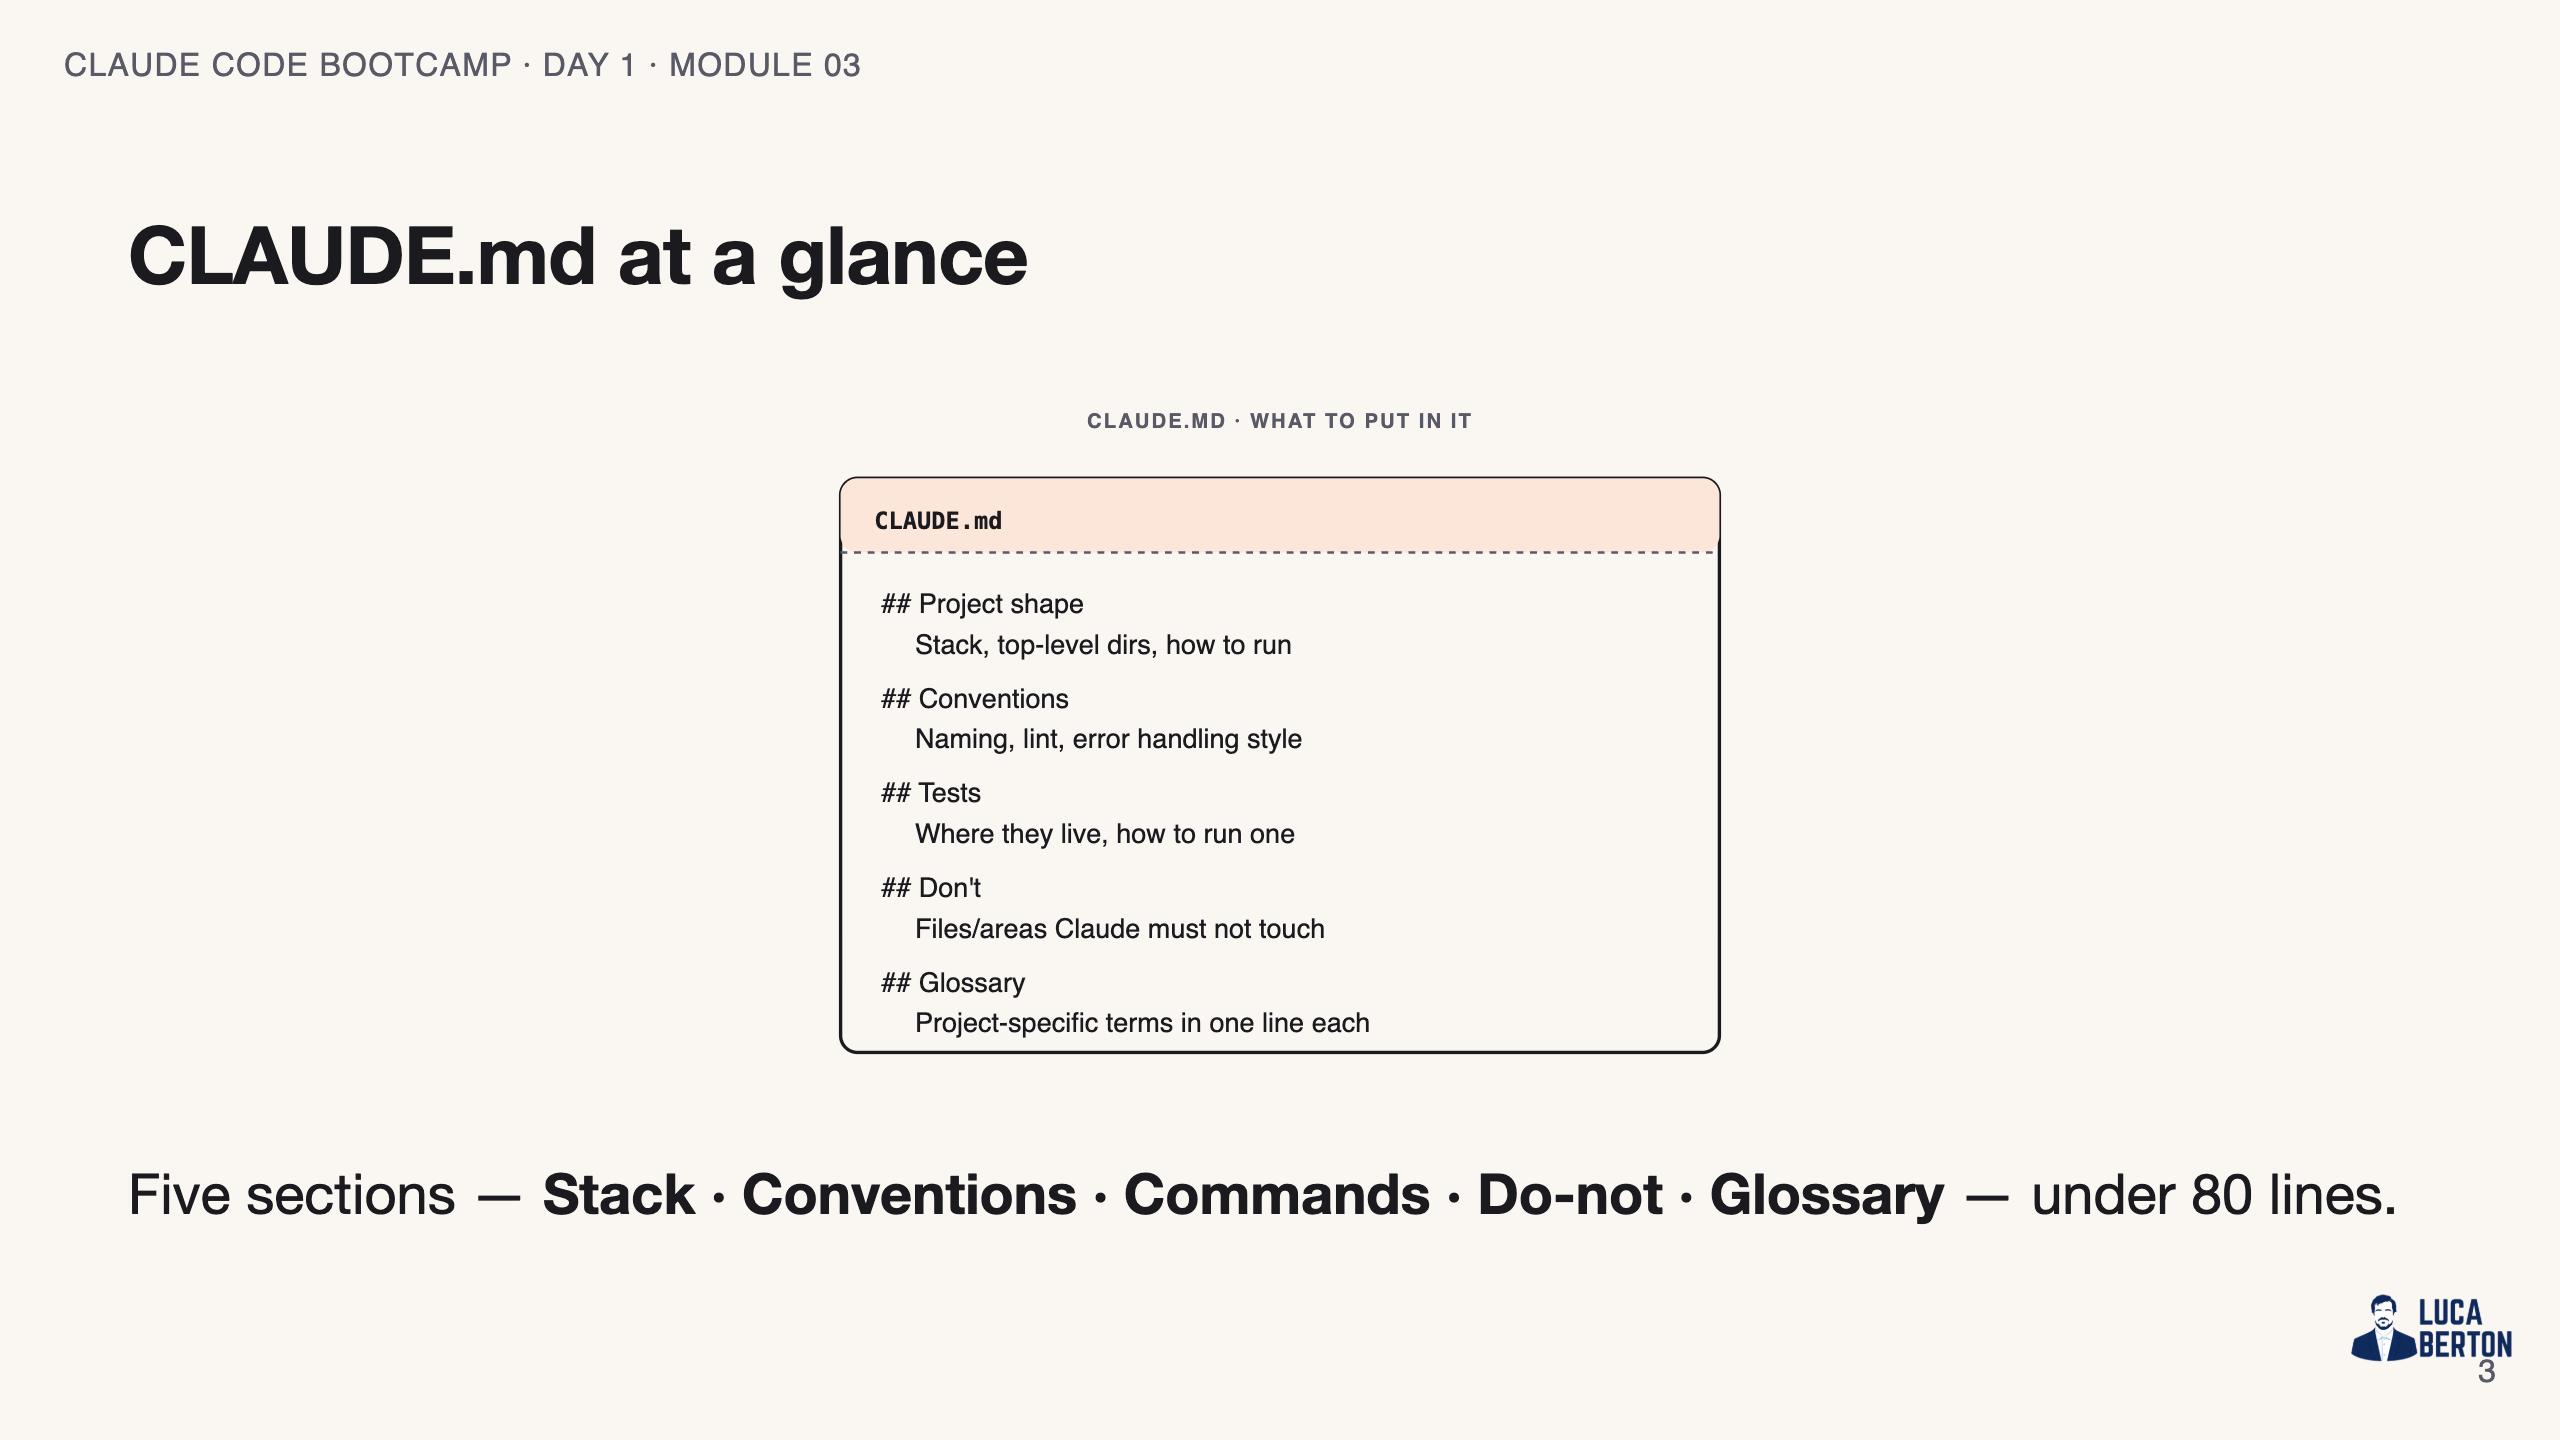 CLAUDE CODE BOOTCAMP · DAY 1 · MODULE 03
CLAUDE.md at a glance
CLAUDE.MD · WHAT TO PUT IN IT
CLAUDE.md
## Project shape
Stack, top-level dirs, how to run
## Conventions
Naming, lint, error handling style
## Tests
Where they live, how to run one
## Don't
Files/areas Claude must not touch
## Glossary
Project-specific terms in one line each
Five sections — Stack · Conventions · Commands · Do-not · Glossary — under 80 lines.
LUCA
BERTON
3